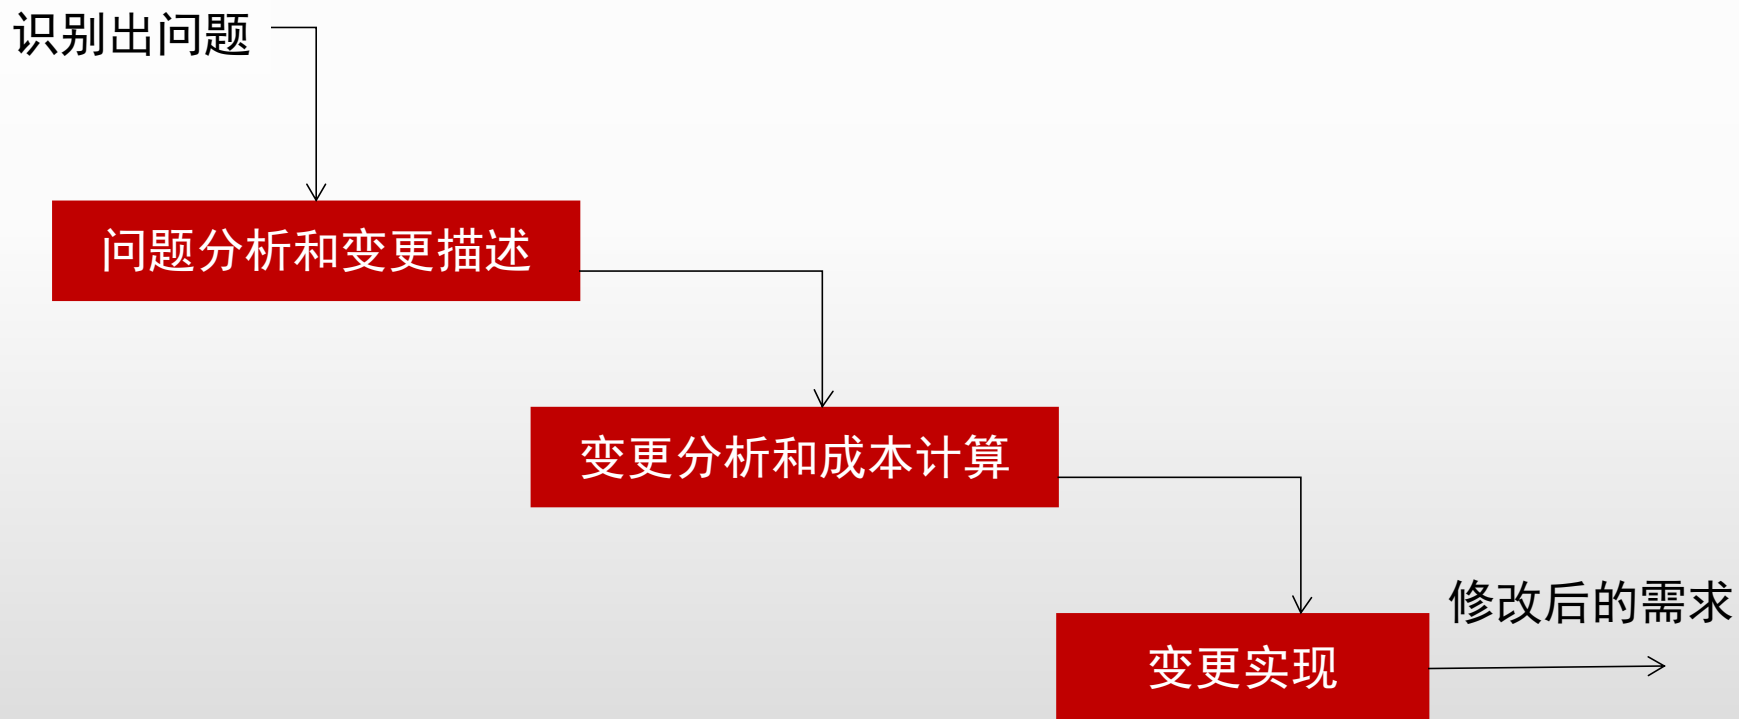 识别出问题
问题分析和变更描述
变更分析和成本计算
修改后的需求
变更实现